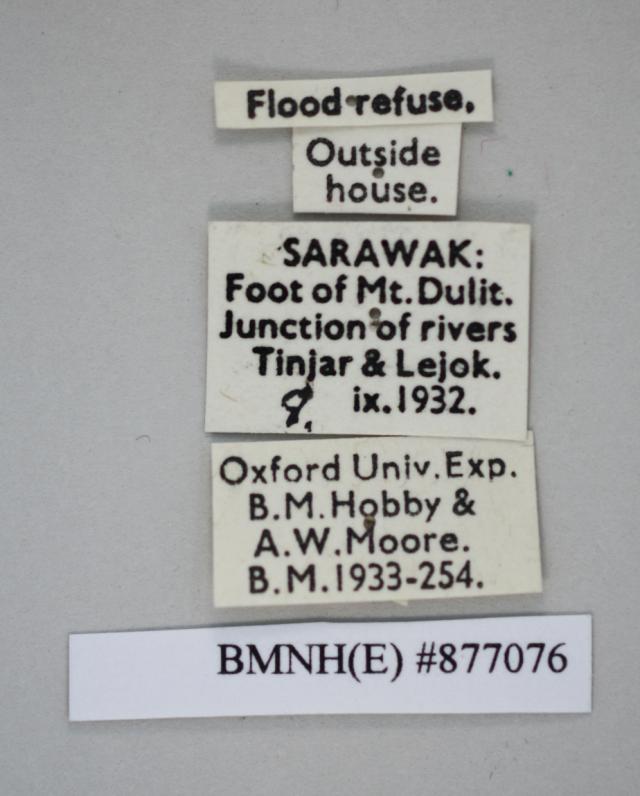 Flood refuse.
Outside
house.
SARAWAK:
Foot of Mt. Dulit.
Junction of rivers
Tinjar & Lejok.
9. ix.1932.
Oxford Univ. Exp.
B.M. Hobby &
A.W. Moore.
B.M. 1933-254.
BMNH(E) #877076